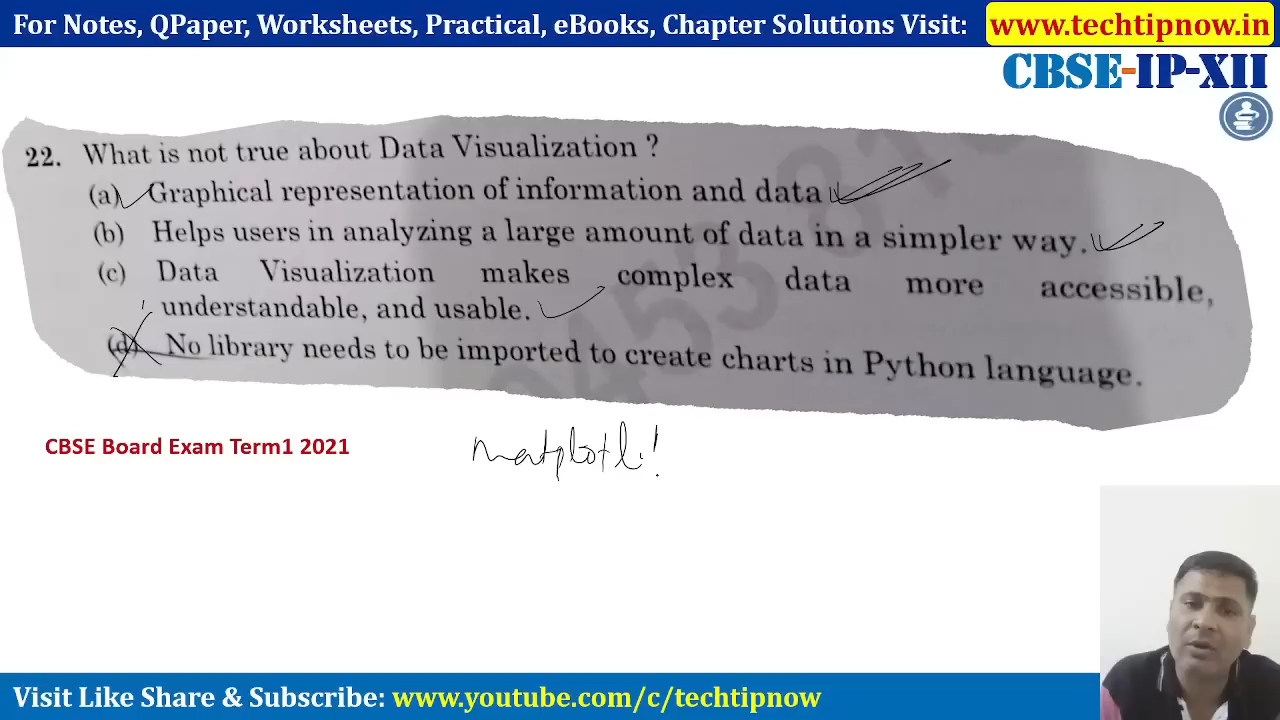 For Notes, QPaper, Worksheets, Practical, eBooks, Chapter Solutions Visit: www.techtipnow.in
CBSE-IP-XII
22. What is not true about Data Visualization ?
(a) Graphical representation of information and data
(b) Helps users in analyzing a large amount of data in a simpler way.
(c) Data Visualization makes complex data more accessible,
understandable, and usable.
(d) No library needs to be imported to create charts in Python language.
CBSE Board Exam Term1 2021
matplotli
Visit Like Share & Subscribe: www.youtube.com/c/techtipnow